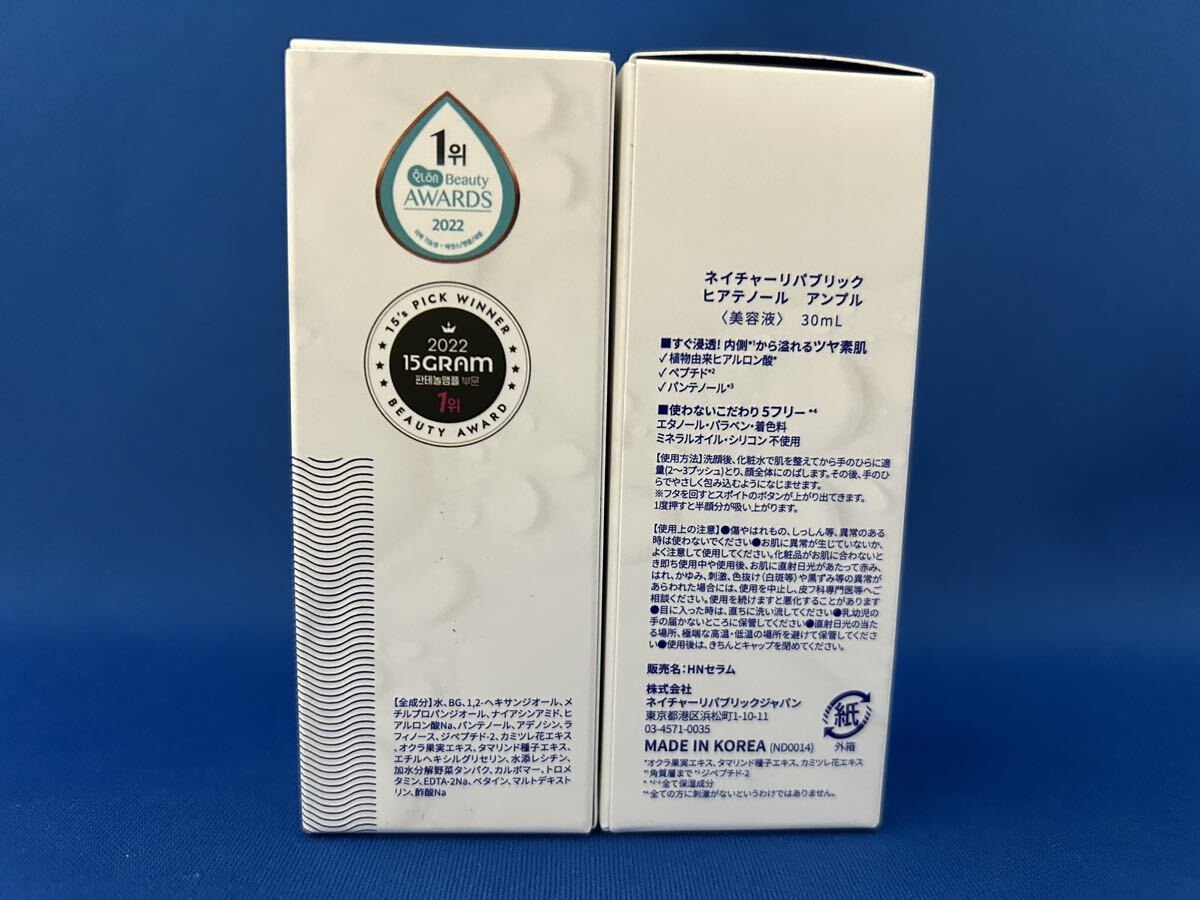 1위
Qlön Beauty
AWARDS
2022
15's PICK WINNER
2022
15GRAM
판테놀앰플 부문
1위
BEAUTY AWARD
【全成分】水、BG、1,2-ヘキサンジオール、メ
チルプロパンジオール、ナイアシンアミド、ヒ
アルロン酸Na、パンテノール、アデノシン、ラ
フィノース、ジペプチド-2、カミツレ花エキス
、オクラ果実エキス、タマリンド種子エキス、
エチルヘキシルグリセリン、水添レシチン、
加水分解野菜タンパク、カルボマー、トロメ
タミン、EDTA-2Na、ベタイン、マルトデキスト
リン、酢酸Na
ネイチャーリパブリック
ヒアテノール アンプル
〈美容液〉 30mL
■すぐ浸透! 内側*¹から溢れるツヤ素肌
✓植物由来ヒアルロン酸*
✓ペプチド*²
✓パンテノール*³
■使わないこだわり 5フリー *⁴
エタノール・パラベン・着色料
ミネラルオイル・シリコン 不使用
【使用方法】洗顔後、化粧水で肌を整えてから手のひらに適
量(2〜3プッシュ)とり、顔全体にのばします。その後、手のひ
らでやさしく包み込むようになじませます。
※フタを回すとスポイトのボタンが上がり出てきます。
1度押すと半顔分が吸い上がります。
【使用上の注意】●傷やはれもの、しっしん等、異常のある
時は使わないでください●お肌に異常が生じていないか、
よく注意して使用してください。化粧品がお肌に合わないと
き即ち使用中や使用後、お肌に直射日光があたって赤み、
はれ、かゆみ、刺激、色抜け(白斑等)や黒ずみ等の異常が
あらわれた場合には、使用を中止し、皮フ科専門医等へご
相談ください。使用を続けますと悪化することがあります
●目に入った時は、直ちに洗い流してください●乳幼児の
手の届かないところに保管してください●直射日光の当た
る場所、極端な高温・低温の場所を避けて保管してくださ
い●使用後は、きちんとキャップを閉めてください。
販売名:HNセラム
株式会社
ネイチャーリパブリックジャパン
東京都港区浜松町1-10-11
03-4571-0035
MADE IN KOREA (ND0014)
紙
外箱
*オクラ果実エキス、タマリンド種子エキス、カミツレ花エキス
*¹角質層まで *²ジペプチド-2
*, *²⁻³全て保湿成分
*⁴全ての方に刺激がないというわけではありません。